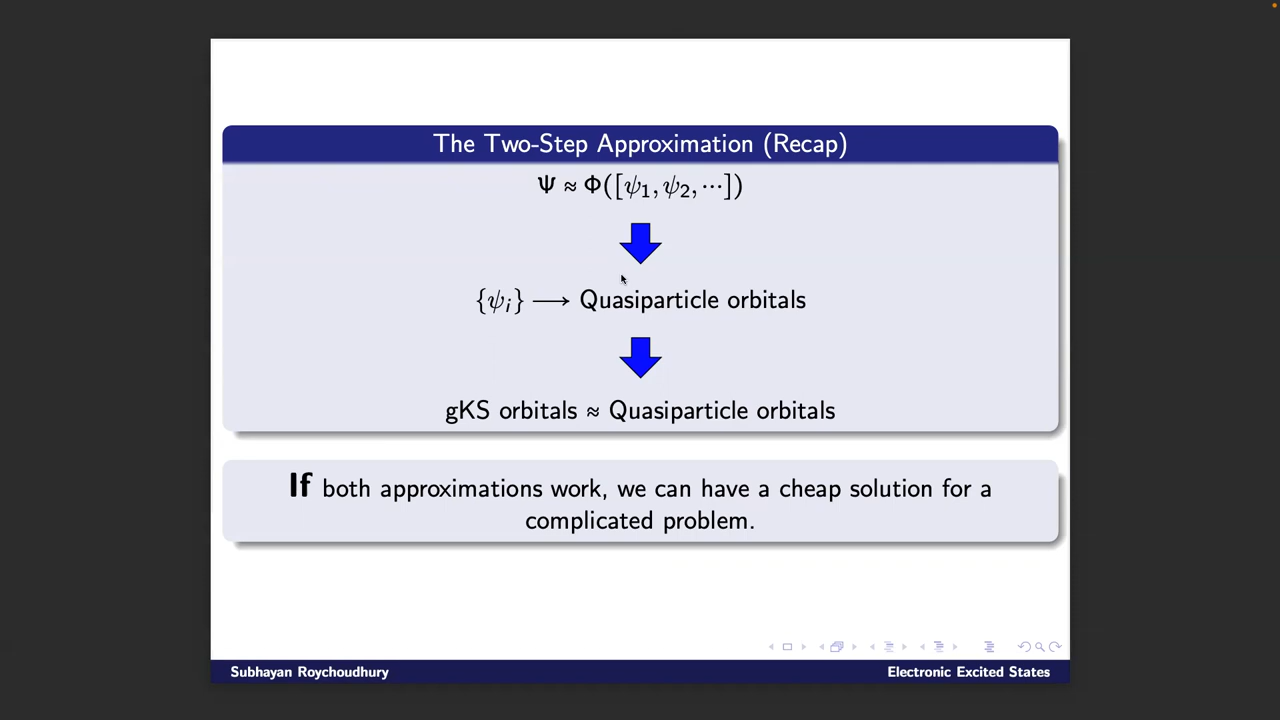 The Two-Step Approximation (Recap)
Ψ ≈ Φ([ψ₁, ψ₂, ⋯])
{ψᵢ} ⟶ Quasiparticle orbitals
gKS orbitals ≈ Quasiparticle orbitals
If both approximations work, we can have a cheap solution for a
complicated problem.
Subhayan Roychoudhury
Electronic Excited States